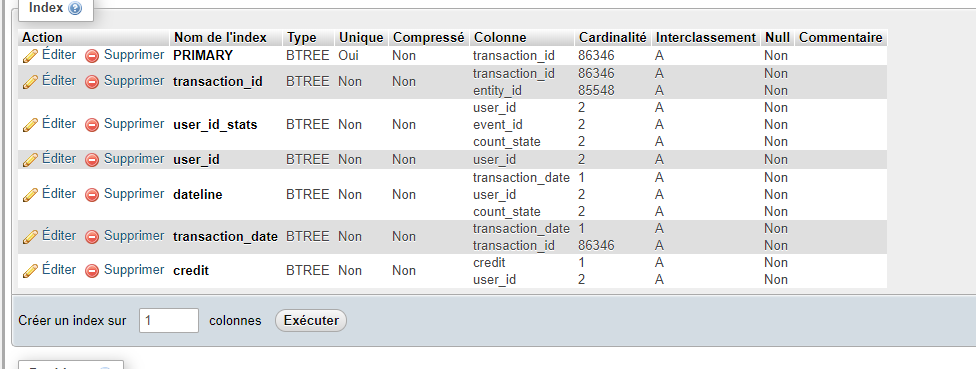 Index
Action Nom de l'index Type Unique Compressé Colonne Cardinalité Interclassement Null Commentaire
Éditer Supprimer PRIMARY BTREE Oui Non transaction_id 86346 A Non
Éditer Supprimer transaction_id BTREE Non Non transaction_id 86346 A Non
entity_id 85548 A Non
Éditer Supprimer user_id_stats BTREE Non Non user_id 2 A Non
event_id 2 A Non
count_state 2 A Non
Éditer Supprimer user_id BTREE Non Non user_id 2 A Non
Éditer Supprimer dateline BTREE Non Non transaction_date 1 A Non
user_id 2 A Non
count_state 2 A Non
Éditer Supprimer transaction_date BTREE Non Non transaction_date 1 A Non
transaction_id 86346 A Non
Éditer Supprimer credit BTREE Non Non credit 1 A Non
user_id 2 A Non
Créer un index sur 1 colonnes Exécuter